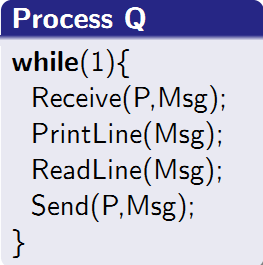 Process Q
while(1){
Receive(P,Msg);
PrintLine(Msg);
ReadLine(Msg);
Send(P,Msg);
}